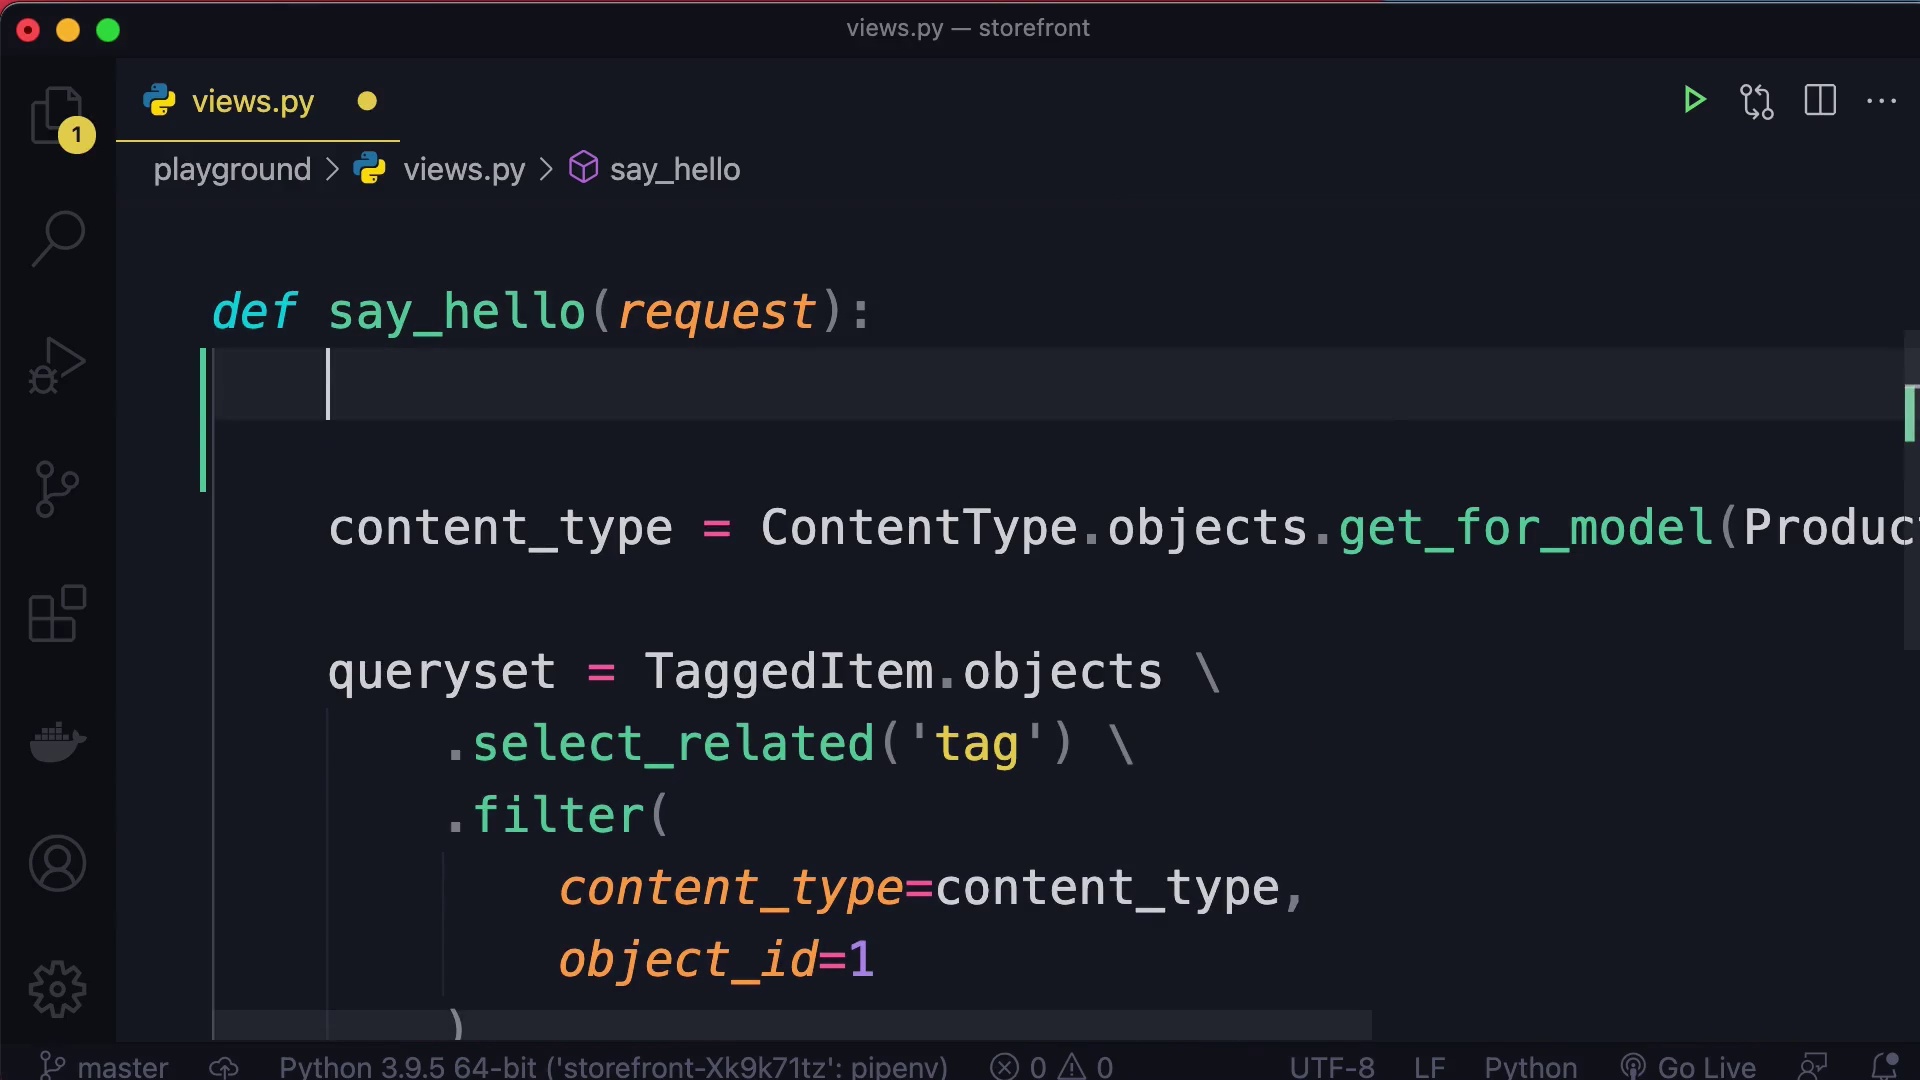 views.py — storefront
views.py
1
playground > views.py > say_hello
def say_hello(request):
content_type = ContentType.objects.get_for_model(Produc
queryset = TaggedItem.objects \
.select_related('tag') \
.filter(
content_type=content_type,
object_id=1
)
master Python 3.9.5 64-bit ('storefront-Xk9k71tz': pipenv) 0 0 UTF-8 LF Python Go Live